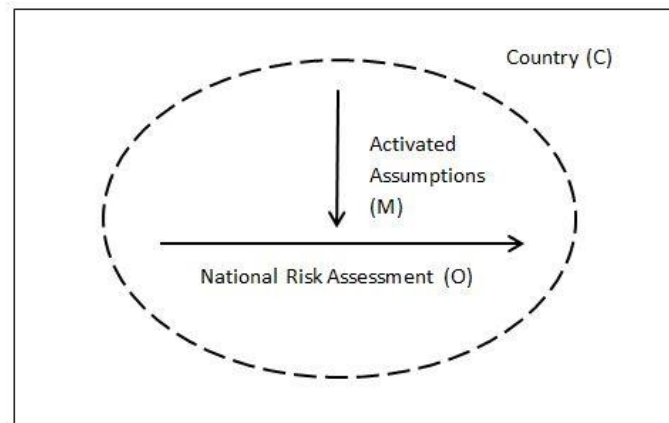 Country (C)
Activated
Assumptions
(M)
National Risk Assessment (O)